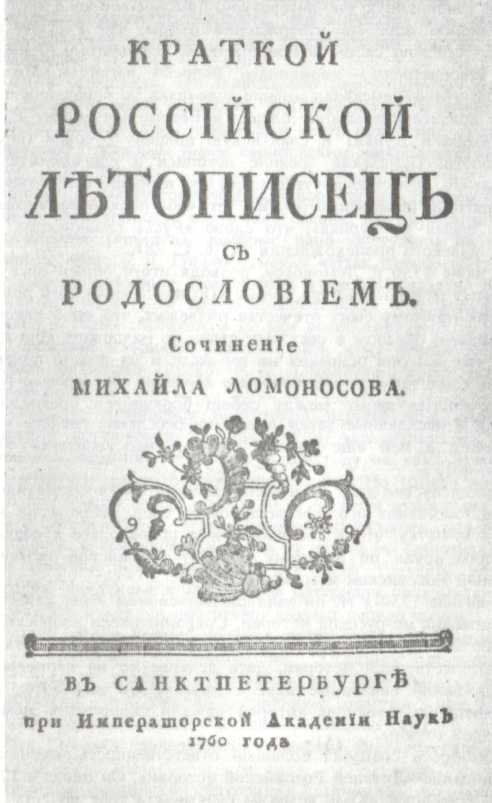 КРАТКОЙ
РОССІЙСКОЙ
ЛѢТОПИСЕЦЪ
съ
РОДОСЛОВІЕМЪ.
Сочиненіе
МИХАЙЛА ЛОМОНОСОВА.
въ САНКТПЕТЕРБУРГѢ
при Императорской Академіи Наукъ
1760 года